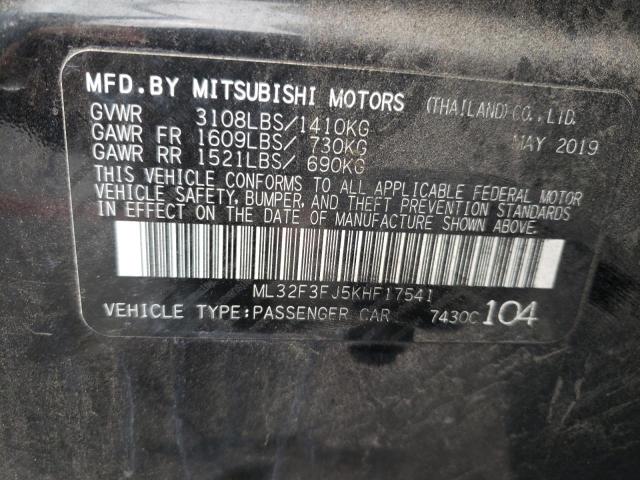 MFD.BY MITSUBISHI MOTORS (THAILAND)CO.,LTD.
GVWR 3108LBS/1410KG MAY 2019
GAWR FR 1609LBS/ 730KG
GAWR RR 1521LBS/ 690KG
THIS VEHICLE CONFORMS TO ALL APPLICABLE FEDERAL MOTOR
VEHICLE SAFETY, BUMPER, AND THEFT PREVENTION STANDARDS
IN EFFECT ON THE DATE OF MANUFACTURE SHOWN ABOVE.
ML32F3FJ5KHF17541
VEHICLE TYPE:PASSENGER CAR 7430C 104